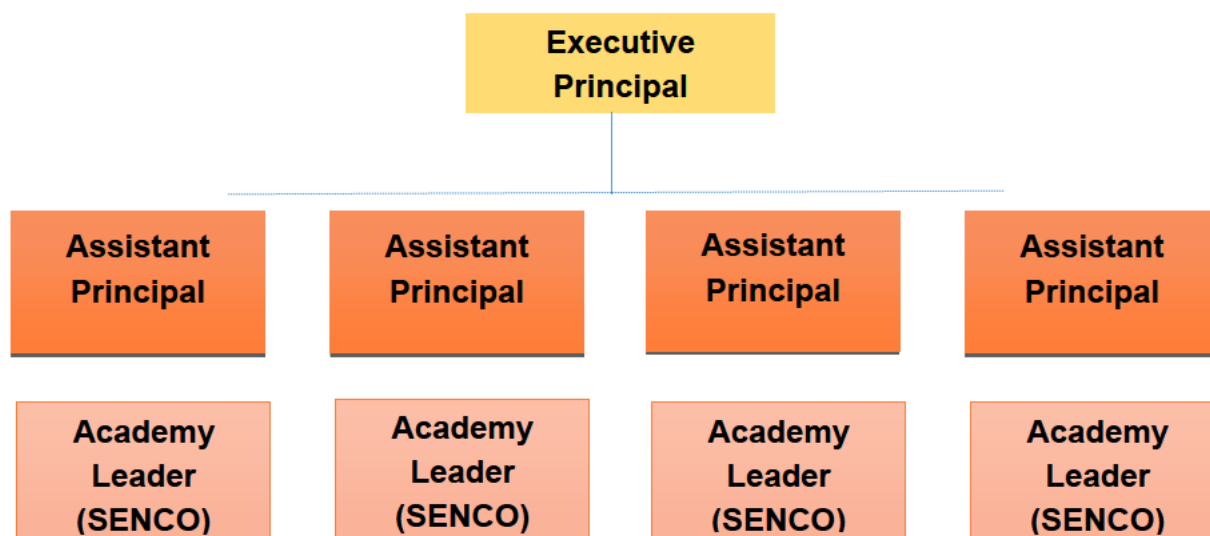 Executive
Principal
Assistant
Principal
Assistant
Principal
Assistant
Principal
Assistant
Principal
Academy
Leader
(SENCO)
Academy
Leader
(SENCO)
Academy
Leader
(SENCO)
Academy
Leader
(SENCO)